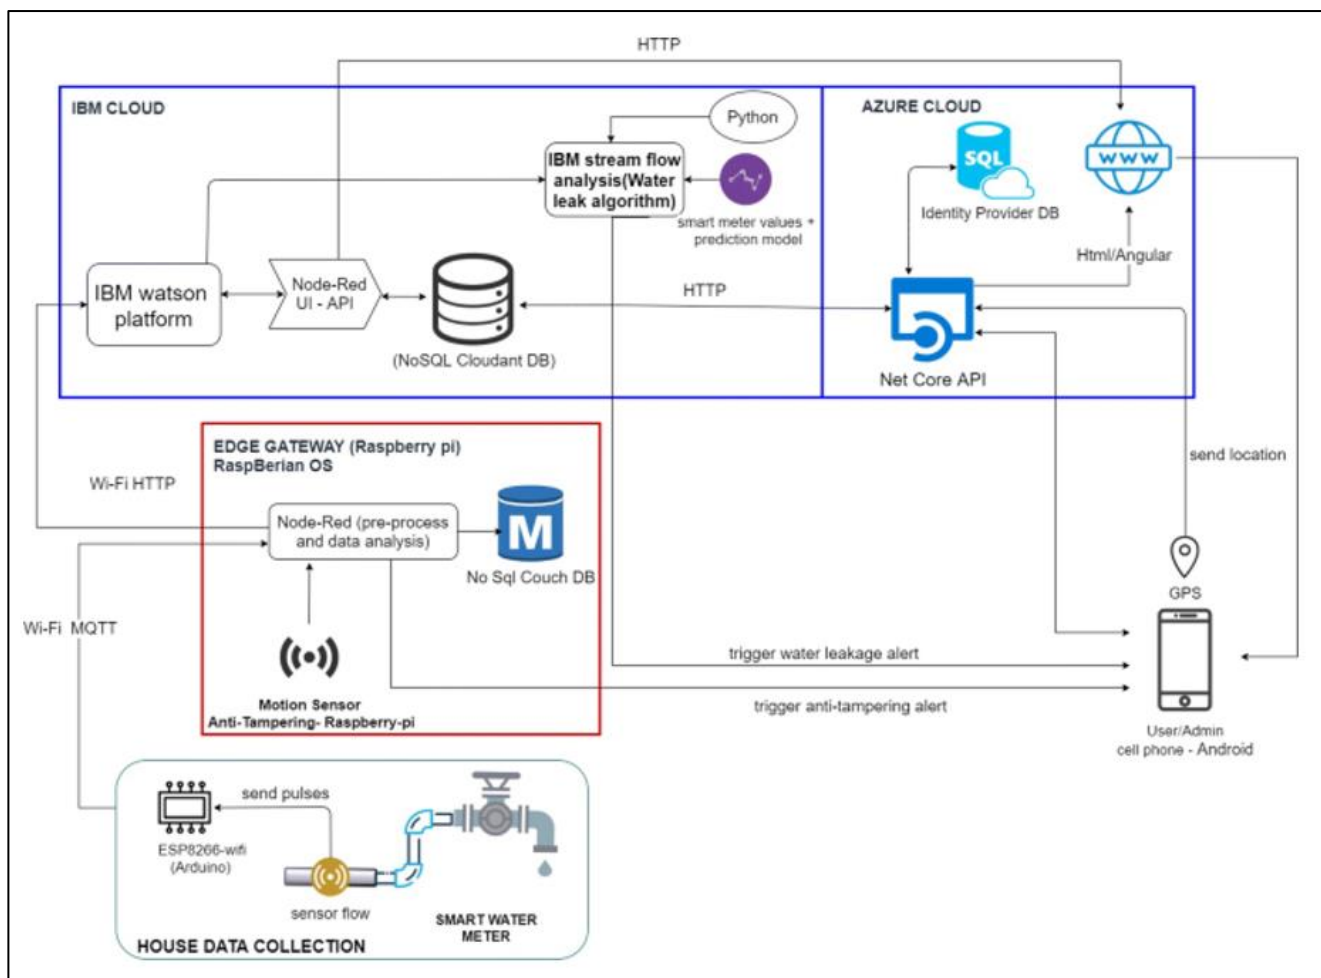 HTTP
IBM CLOUD
AZURE CLOUD
Python
SQL
WWW
IBM stream flow
analysis(Water
leak algorithm)
Identity Provider DB
smart meter values +
prediction model
Html/Angular
IBM watson
platform
Node-Red
UI - API
HTTP
(NoSQL Cloudant DB)
Net Core API
EDGE GATEWAY (Raspberry pi)
RaspBerian OS
send location
Wi-Fi HTTP
Node-Red (pre-process
and data analysis)
M
No Sql Couch DB
GPS
Wi-Fi MQTT
trigger water leakage alert
Motion Sensor
Anti-Tampering- Raspberry-pi
trigger anti-tampering alert
User/Admin
cell phone - Android
send pulses
ESP8266-wifi
(Arduino)
sensor flow
SMART WATER
METER
HOUSE DATA COLLECTION